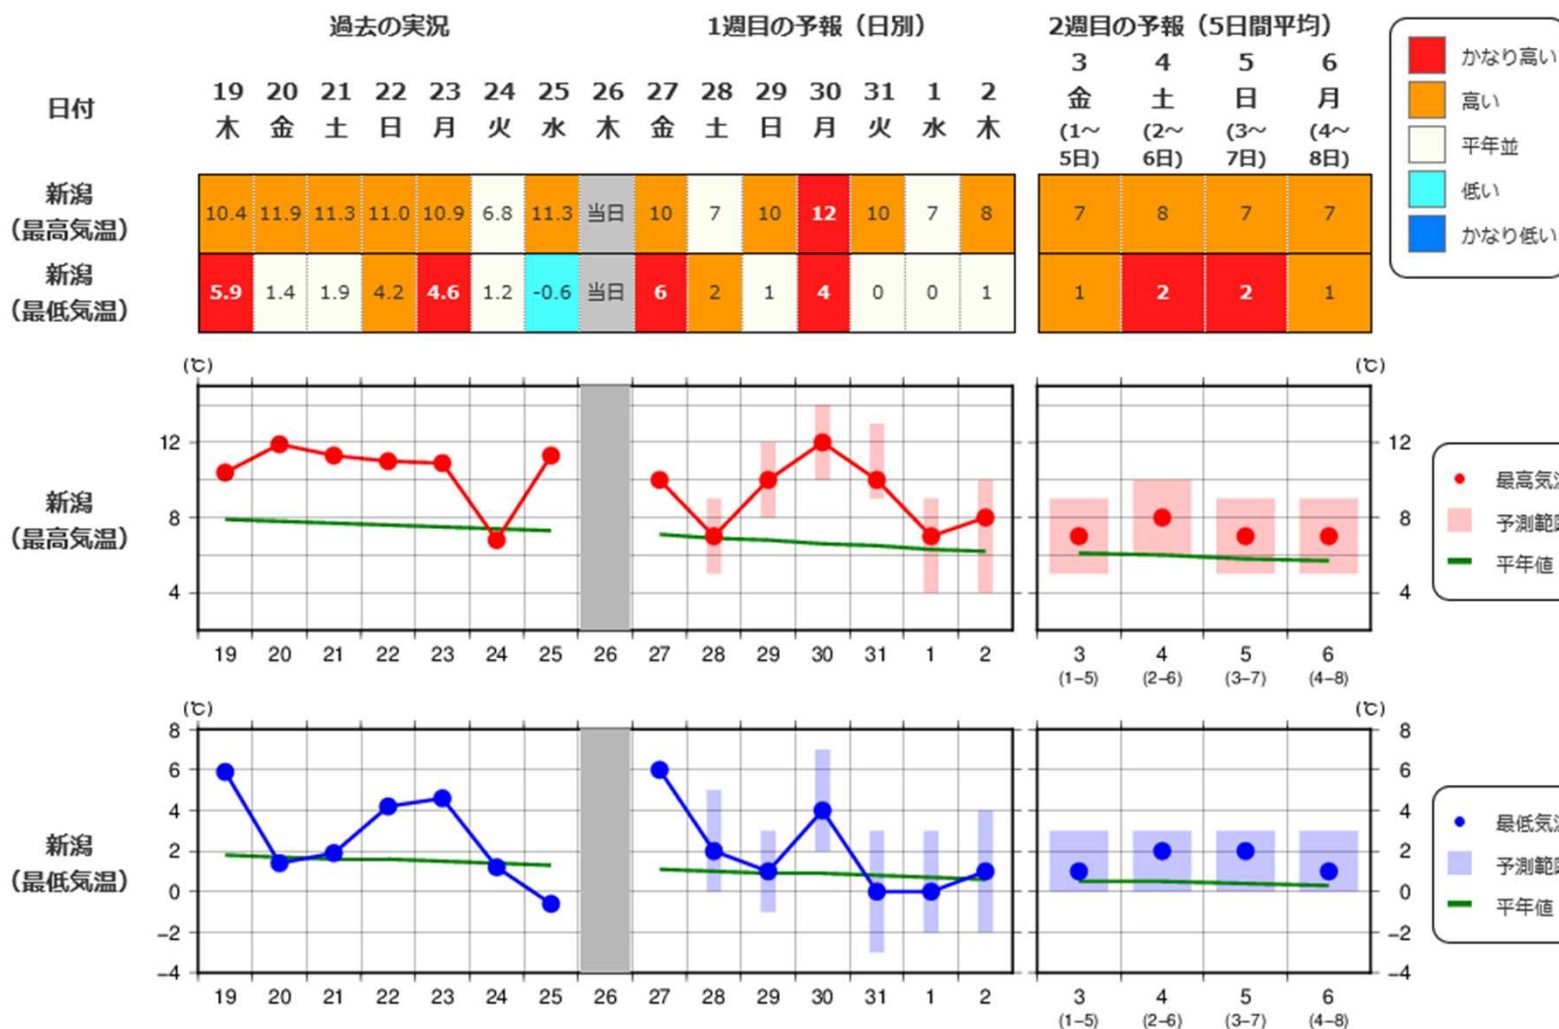 過去の実況
1週目の予報（日別）
2週目の予報（5日間平均）
日付
19 20 21 22 23 24 25 26 27 28 29 30 31 1 2 3 4 5 6
木 金 土 日 月 火 水 木 金 土 日 月 火 水 木 金 土 日 月
(1〜 (2〜 (3〜 (4〜
5日) 6日) 7日) 8日)
新潟
（最高気温）
10.4 11.9 11.3 11.0 10.9 6.8 11.3 当日 10 7 10 12 10 7 8 7 8 7 7
新潟
（最低気温）
5.9 1.4 1.9 4.2 4.6 1.2 -0.6 当日 6 2 1 4 0 0 1 1 2 2 1
かなり高い
高い
平年並
低い
かなり低い
(℃) (℃)
12 12
8 8
4 4
新潟
（最高気温）
19 20 21 22 23 24 25 26 27 28 29 30 31 1 2 3 4 5 6
(1−5) (2−6) (3−7) (4−8)
最高気温
予測範囲
平年値
(℃) (℃)
8 8
6 6
4 4
2 2
0 0
−2 −2
−4 −4
新潟
（最低気温）
19 20 21 22 23 24 25 26 27 28 29 30 31 1 2 3 4 5 6
(1−5) (2−6) (3−7) (4−8)
最低気温
予測範囲
平年値